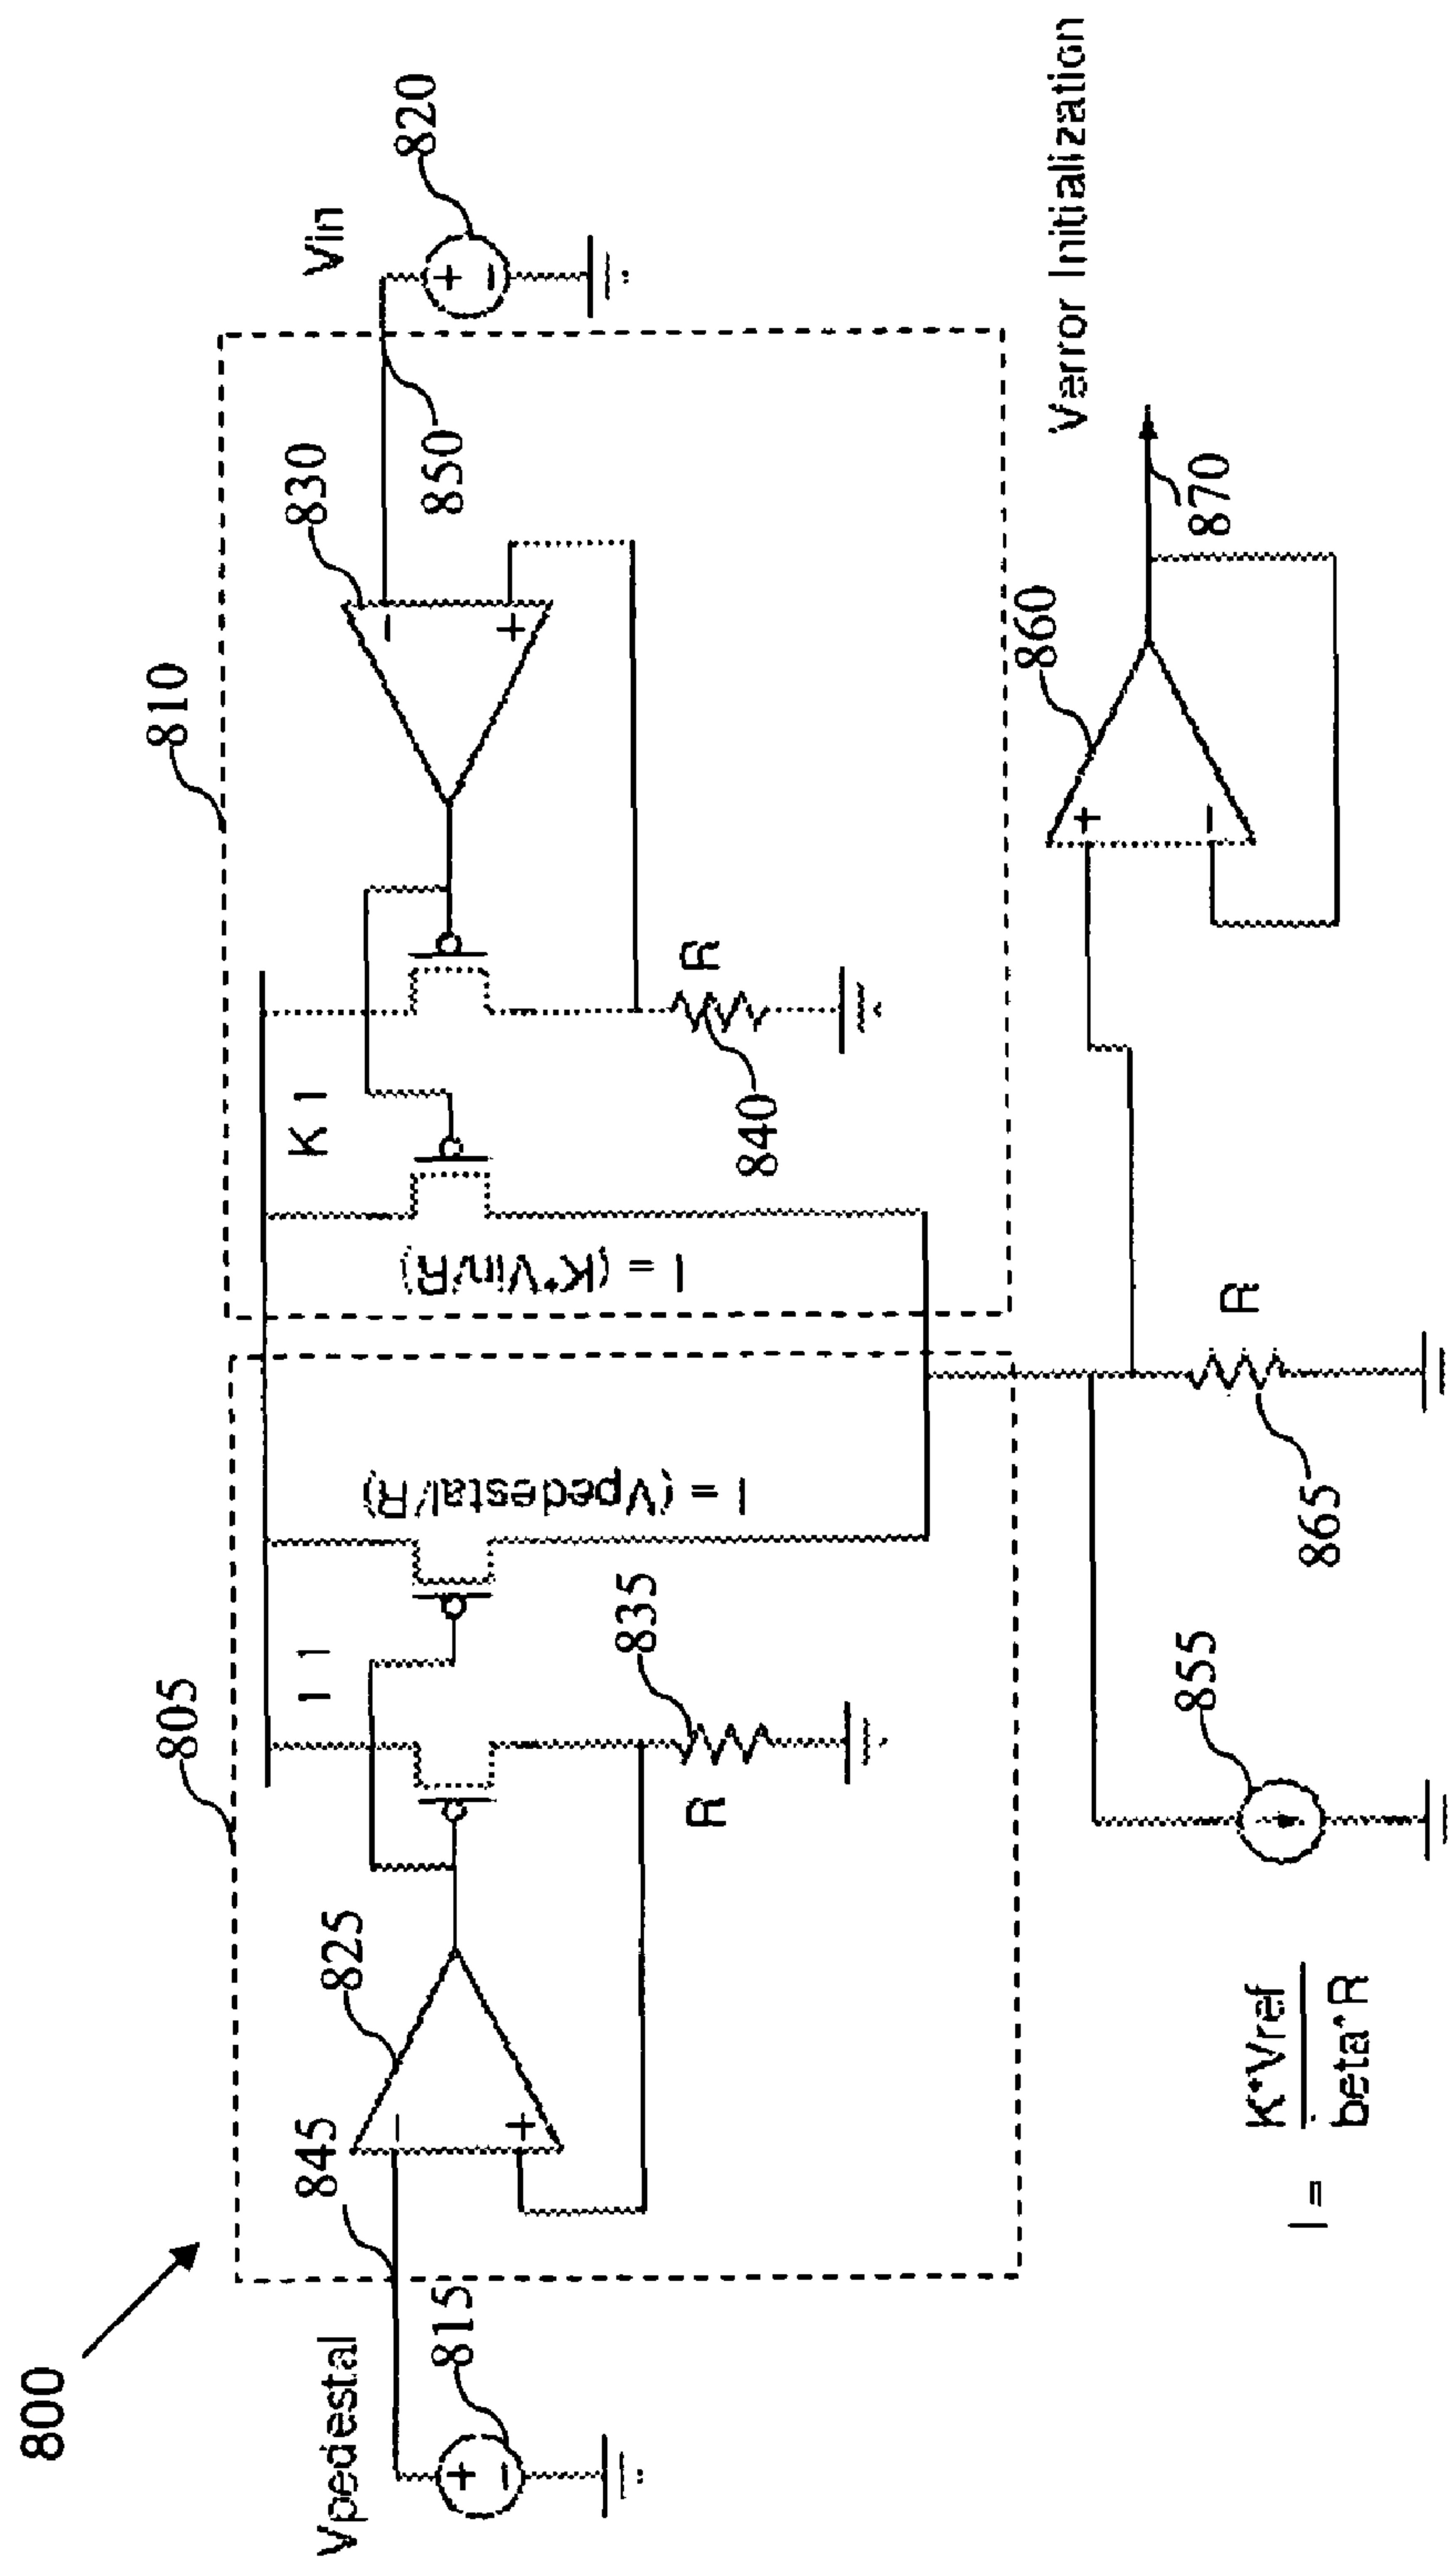 800
805
810
Vpedestal
815
845
825
1 1
K 1
830
850
Vin
820
I = (Vpedestal/R)
I = (K*Vin/R)
R
835
R
840
855
865
R
860
870
Verror Initialization
I =
K*Vref
beta*R